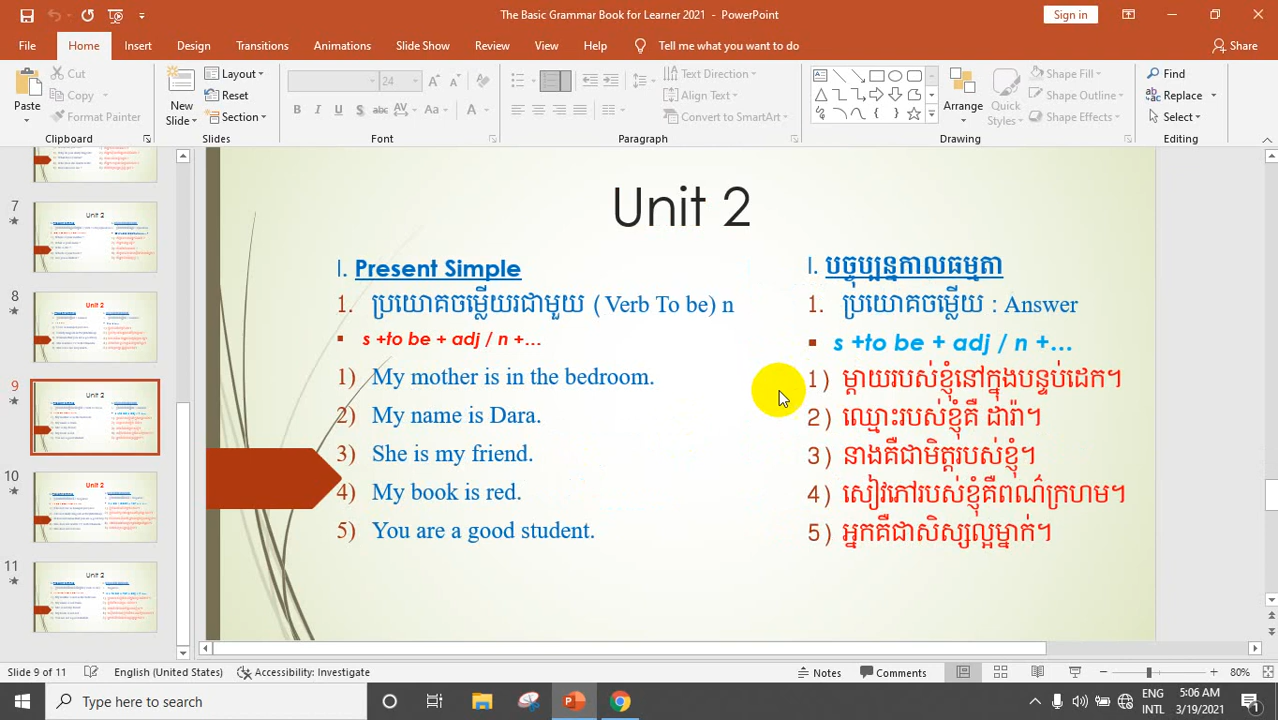 The Basic Grammar Book for Learner 2021 - PowerPoint
Sign in
File Home Insert Design Transitions Animations Slide Show Review View Help Tell me what you want to do Share
Paste Cut Copy Format Painter
New Slide Layout Reset Section
24
B I U S abc AV Aa A
Text Direction Align Text Convert to SmartArt
Arrange Quick Styles Shape Fill Shape Outline Shape Effects
Find Replace Select
Clipboard Slides Font Paragraph Drawing Editing
7
8
9
10
11
Unit 2
I. Present Simple
1. ប្រយោគចម្លើយរជាមួយ ( Verb To be) n
s +to be + adj / n +...
1) My mother is in the bedroom.
2) My name is Dara.
3) She is my friend.
4) My book is red.
5) You are a good student.
I. បច្ចុប្បន្នកាលធម្មតា
1. ប្រយោគចម្លើយ : Answer
s +to be + adj / n +...
1) ម្ដាយរបស់ខ្ញុំនៅក្នុងបន្ទប់ដេក។
2) ឈ្មោះរបស់ខ្ញុំគឺ ដារ៉ា។
3) នាងគឺជាមិត្តរបស់ខ្ញុំ។
4) សៀវភៅរបស់ខ្ញុំគឺពណ៌ក្រហម។
5) អ្នកគឺជាសិស្សល្អម្នាក់។
Slide 9 of 11 English (United States) Accessibility: Investigate Notes Comments 80%
Type here to search
ENG 5:06 AM
INTL 3/19/2021